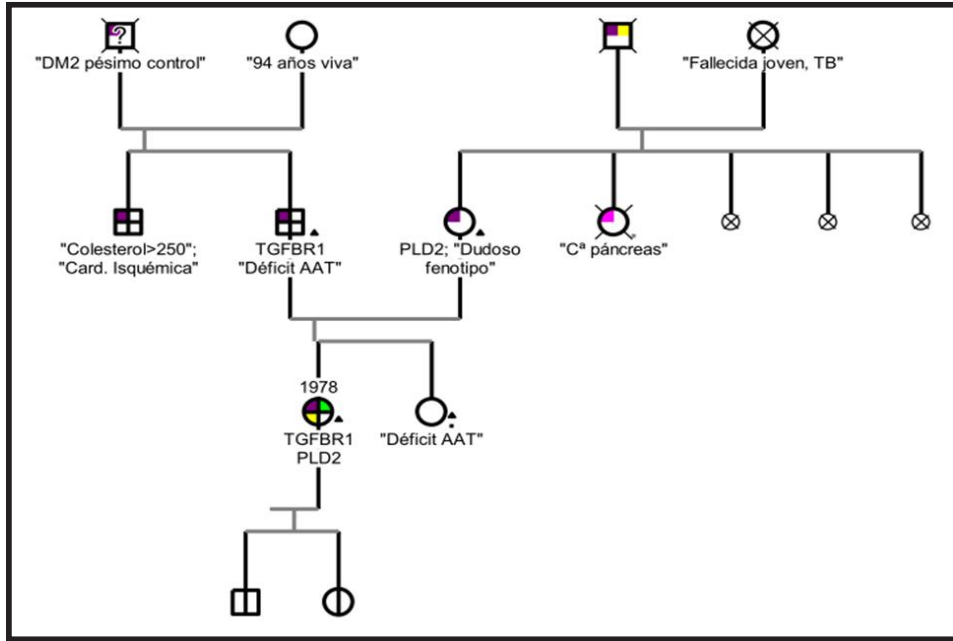 ?
"DM2 pésimo control"
"94 años viva"
"Fallecida joven, TB"
"Colesterol>250";
"Card. Isquémica"
TGFBR1
"Déficit AAT"
PLD2; "Dudoso
fenotipo"
"Cª páncreas"
1978
TGFBR1
PLD2
"Déficit AAT"